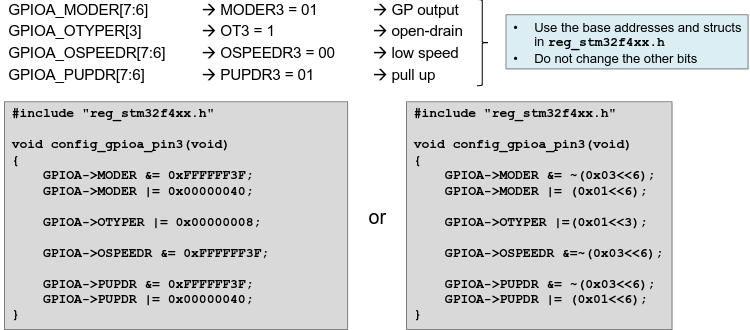 GPIOA_MODER[7:6] → MODER3 = 01 → GP output
GPIOA_OTYPER[3] → OT3 = 1 → open-drain
GPIOA_OSPEEDR[7:6] → OSPEEDR3 = 00 → low speed
GPIOA_PUPDR[7:6] → PUPDR3 = 01 → pull up
• Use the base addresses and structs
in reg_stm32f4xx.h
• Do not change the other bits
#include "reg_stm32f4xx.h"
void config_gpioa_pin3(void)
{
GPIOA->MODER &= 0xFFFFFF3F;
GPIOA->MODER |= 0x00000040;
GPIOA->OTYPER |= 0x00000008;
GPIOA->OSPEEDR &= 0xFFFFFF3F;
GPIOA->PUPDR &= 0xFFFFFF3F;
GPIOA->PUPDR |= 0x00000040;
}
or
#include "reg_stm32f4xx.h"
void config_gpioa_pin3(void)
{
GPIOA->MODER &= ~(0x03<<6);
GPIOA->MODER |= (0x01<<6);
GPIOA->OTYPER |=(0x01<<3);
GPIOA->OSPEEDR &=~(0x03<<6);
GPIOA->PUPDR &= ~(0x03<<6);
GPIOA->PUPDR |= (0x01<<6);
}